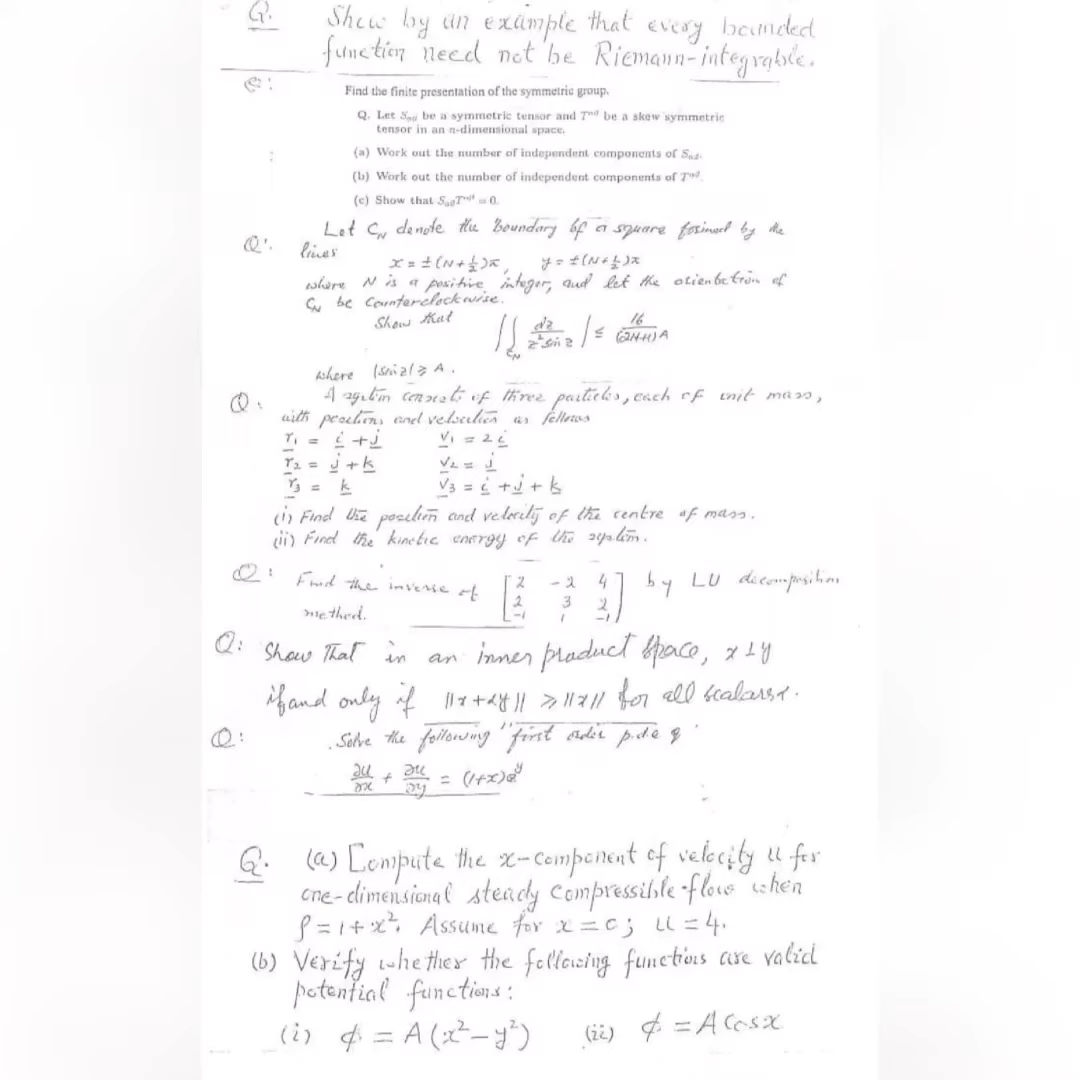 Q. Show by an example that every bounded
function need not be Riemann-integrable.
Q:
Find the finite presentation of the symmetric group.
Q. Let Sαβ be a symmetric tensor and Tαβ be a skew symmetric
tensor in an n-dimensional space.
(a) Work out the number of independent components of Sαβ.
(b) Work out the number of independent components of Tαβ.
(c) Show that SαβTαβ = 0.
Q: Let C_N denote the boundary of a square formed by the
lines
x = ±(N+½)π, y = ±(N+½)π
where N is a positive integer, and let the orientation of
C_N be counterclockwise.
Show that |∫_{C_N} dz / z² sin z| ≤ 16 / (2N+1)A
where |sin z| ≥ A.
Q: A system consists of three particles, each of unit mass,
with positions and velocities as follows
r₁ = i + j V₁ = 2i
r₂ = j + k V₂ = j
r₃ = k V₃ = i + j + k
(i) Find the position and velocity of the centre of mass.
(ii) Find the kinetic energy of the system.
Q: Find the inverse of [2 -2 4 by LU decomposition
2 3 2
method. -1 1 -1]
Q: Show That in an inner product space, x ⊥ y
if and only if ||x+αy|| ≥ ||x|| for all scalars α.
Q: Solve the following first order p.d.e
∂u/∂x + ∂u/∂y = (1+x)e^y
Q. (a) Compute the x-component of velocity u for
one-dimensional steady compressible flow when
ρ = 1 + x². Assume for x = 0; u = 4.
(b) Verify whether the following functions are valid
potential functions:
(i) ϕ = A(x² – y²) (ii) ϕ = A Cosx